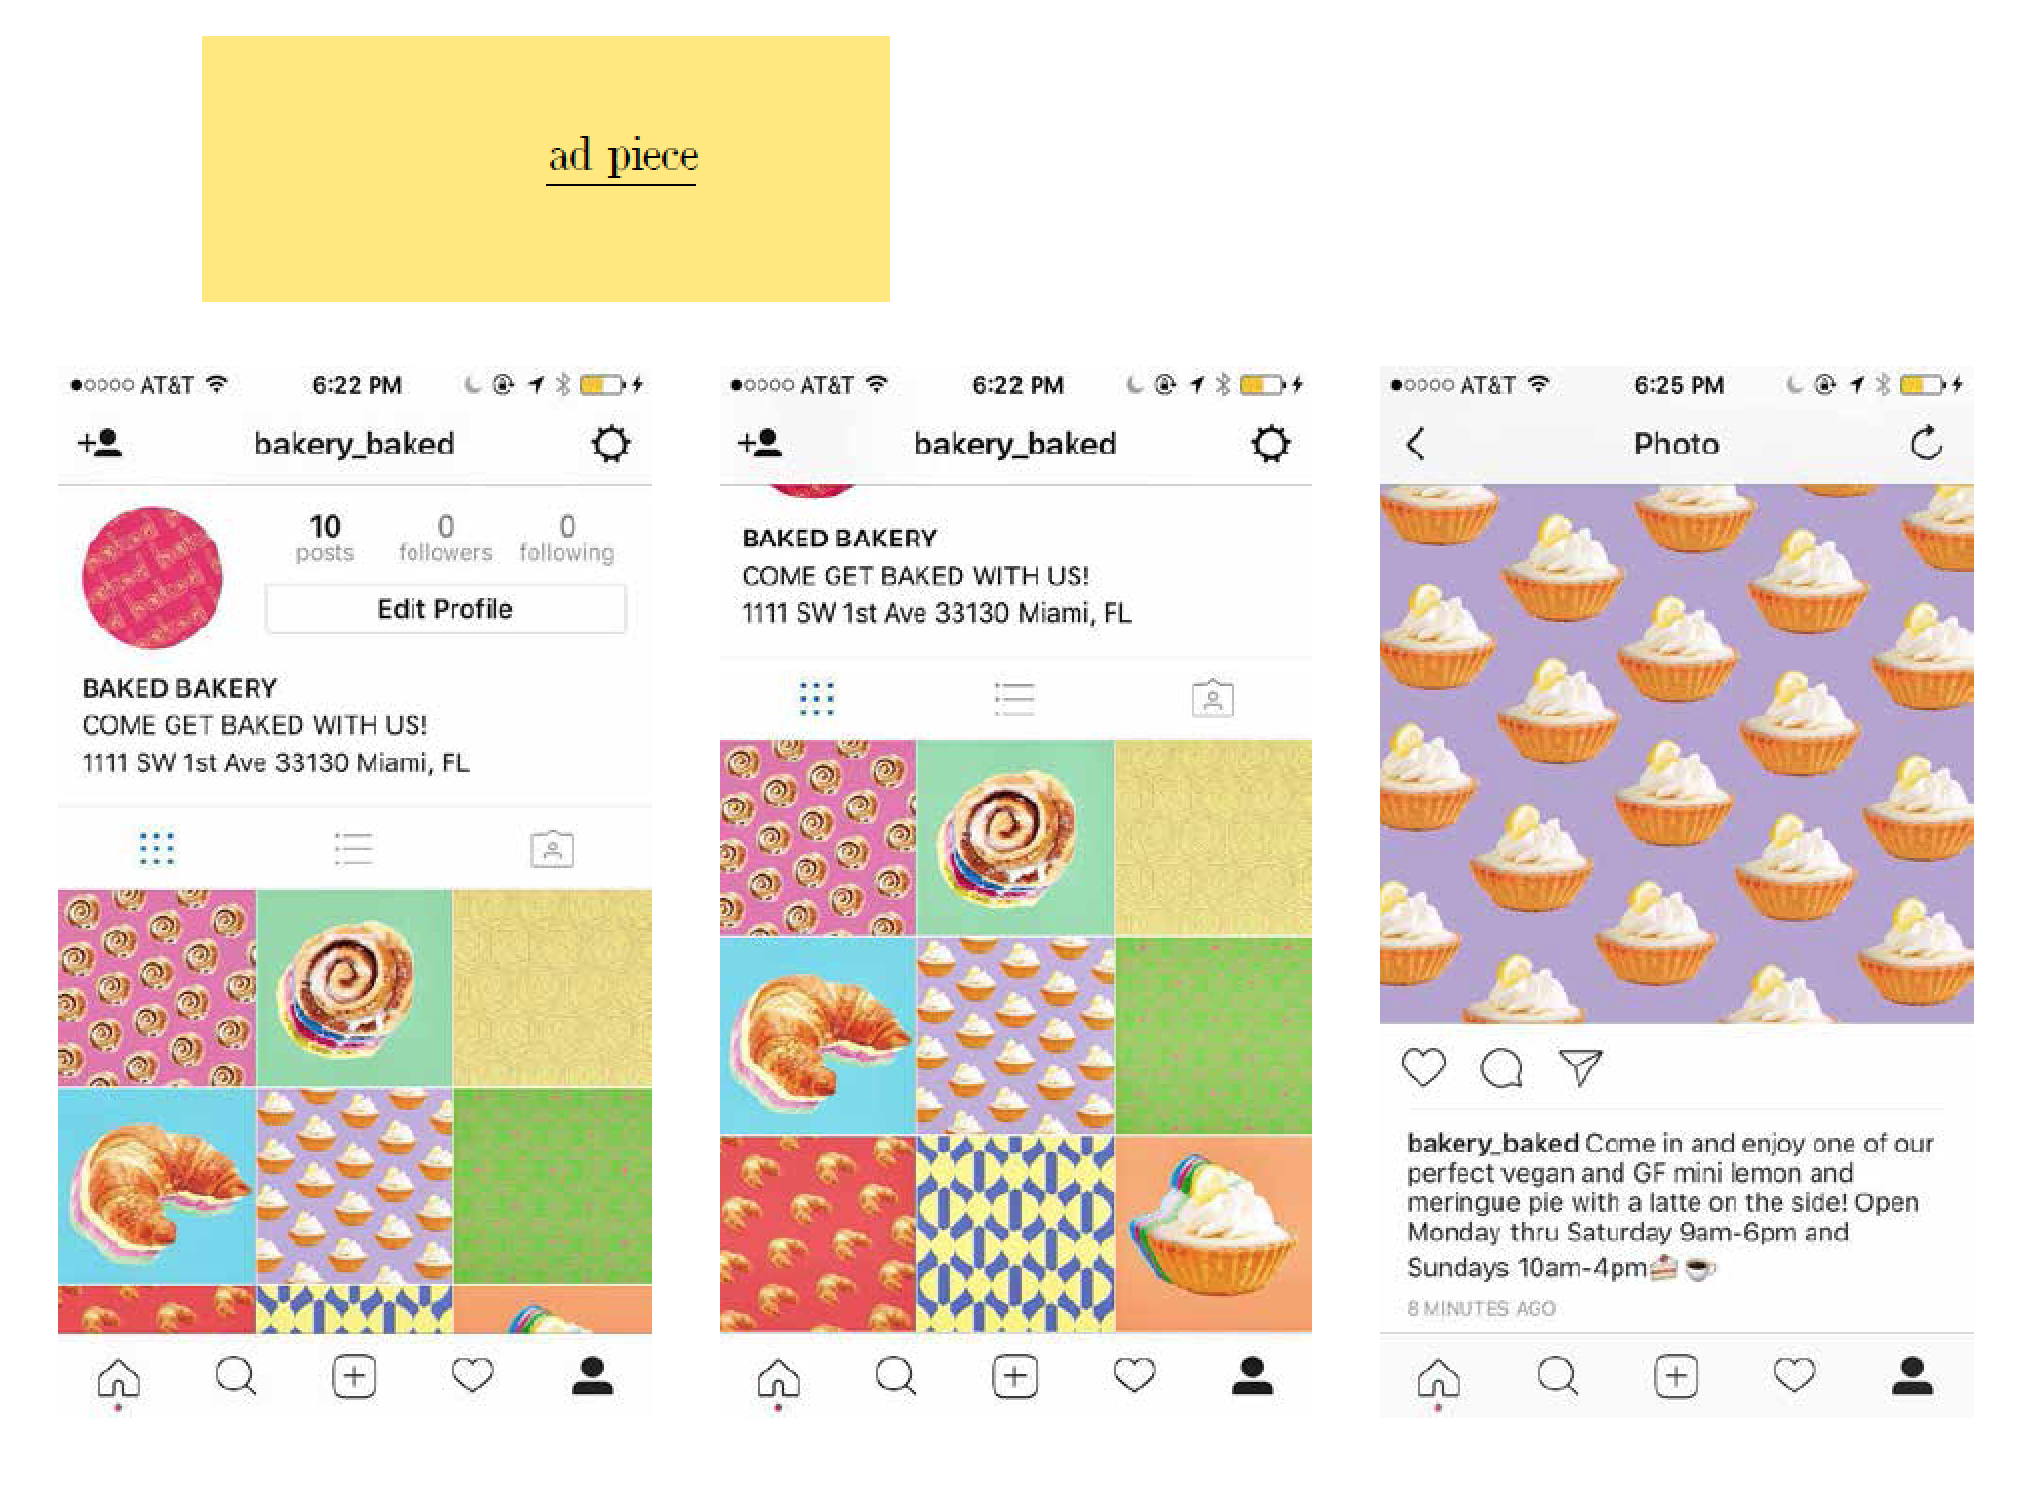 ad piece
AT&T 6:22 PM
bakery_baked
10 0 0
posts followers following
Edit Profile
BAKED BAKERY
COME GET BAKED WITH US!
1111 SW 1st Ave 33130 Miami, FL
AT&T 6:22 PM
bakery_baked
BAKED BAKERY
COME GET BAKED WITH US!
1111 SW 1st Ave 33130 Miami, FL
AT&T 6:25 PM
Photo
bakery_baked Come in and enjoy one of our
perfect vegan and GF mini lemon and
meringue pie with a latte on the side! Open
Monday thru Saturday 9am-6pm and
Sundays 10am-4pm🍰☕
8 MINUTES AGO